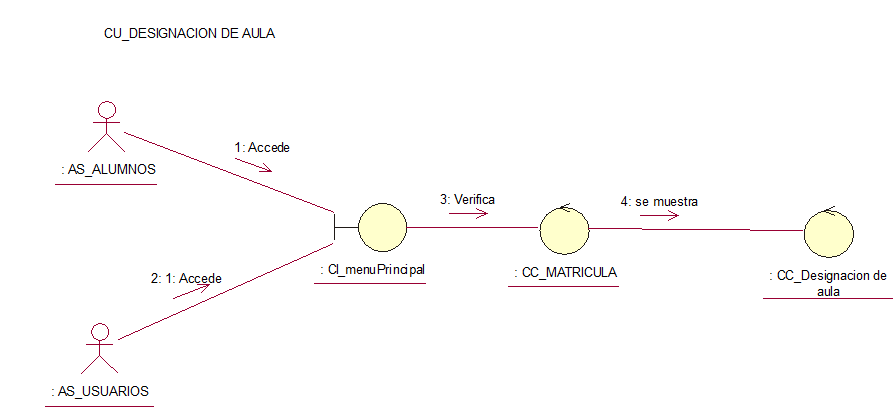 CU_DESIGNACION DE AULA
1: Accede
: AS_ALUMNOS
3: Verifica
4: se muestra
: CI_menuPrincipal
: CC_MATRICULA
: CC_Designacion de
aula
2: 1: Accede
: AS_USUARIOS